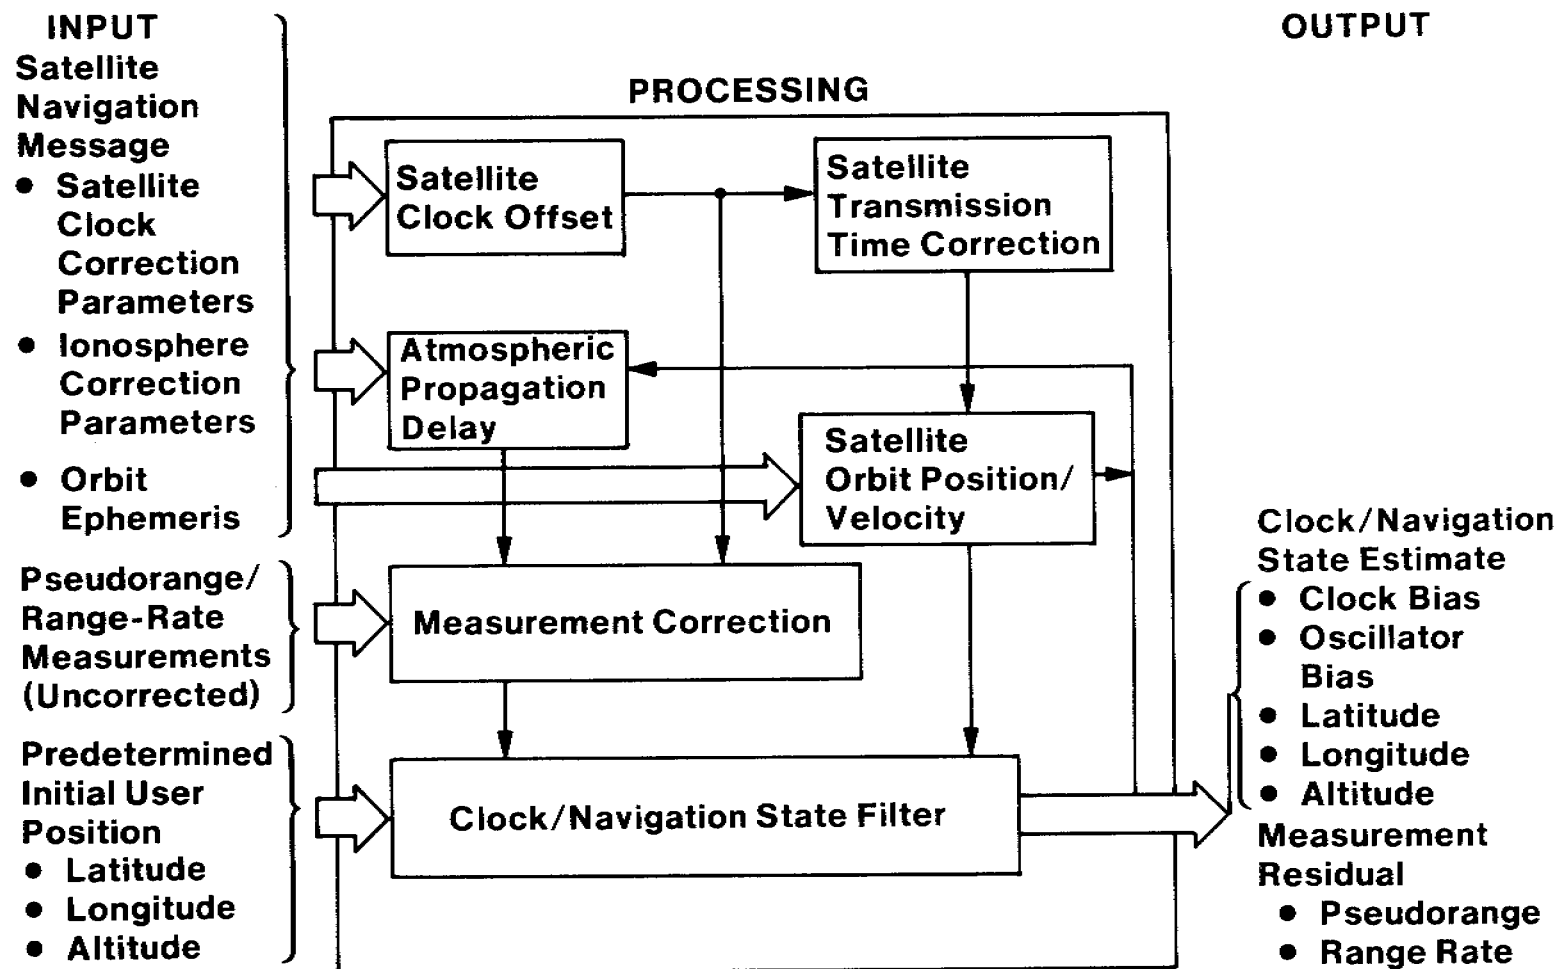 INPUT
Satellite
Navigation
Message
● Satellite
Clock
Correction
Parameters
● Ionosphere
Correction
Parameters
● Orbit
Ephemeris
Pseudorange/
Range-Rate
Measurements
(Uncorrected)
Predetermined
Initial User
Position
● Latitude
● Longitude
● Altitude
PROCESSING
Satellite
Clock Offset
Satellite
Transmission
Time Correction
Atmospheric
Propagation
Delay
Satellite
Orbit Position/
Velocity
Measurement Correction
Clock/Navigation State Filter
OUTPUT
Clock/Navigation
State Estimate
● Clock Bias
● Oscillator
Bias
● Latitude
● Longitude
● Altitude
Measurement
Residual
● Pseudorange
● Range Rate